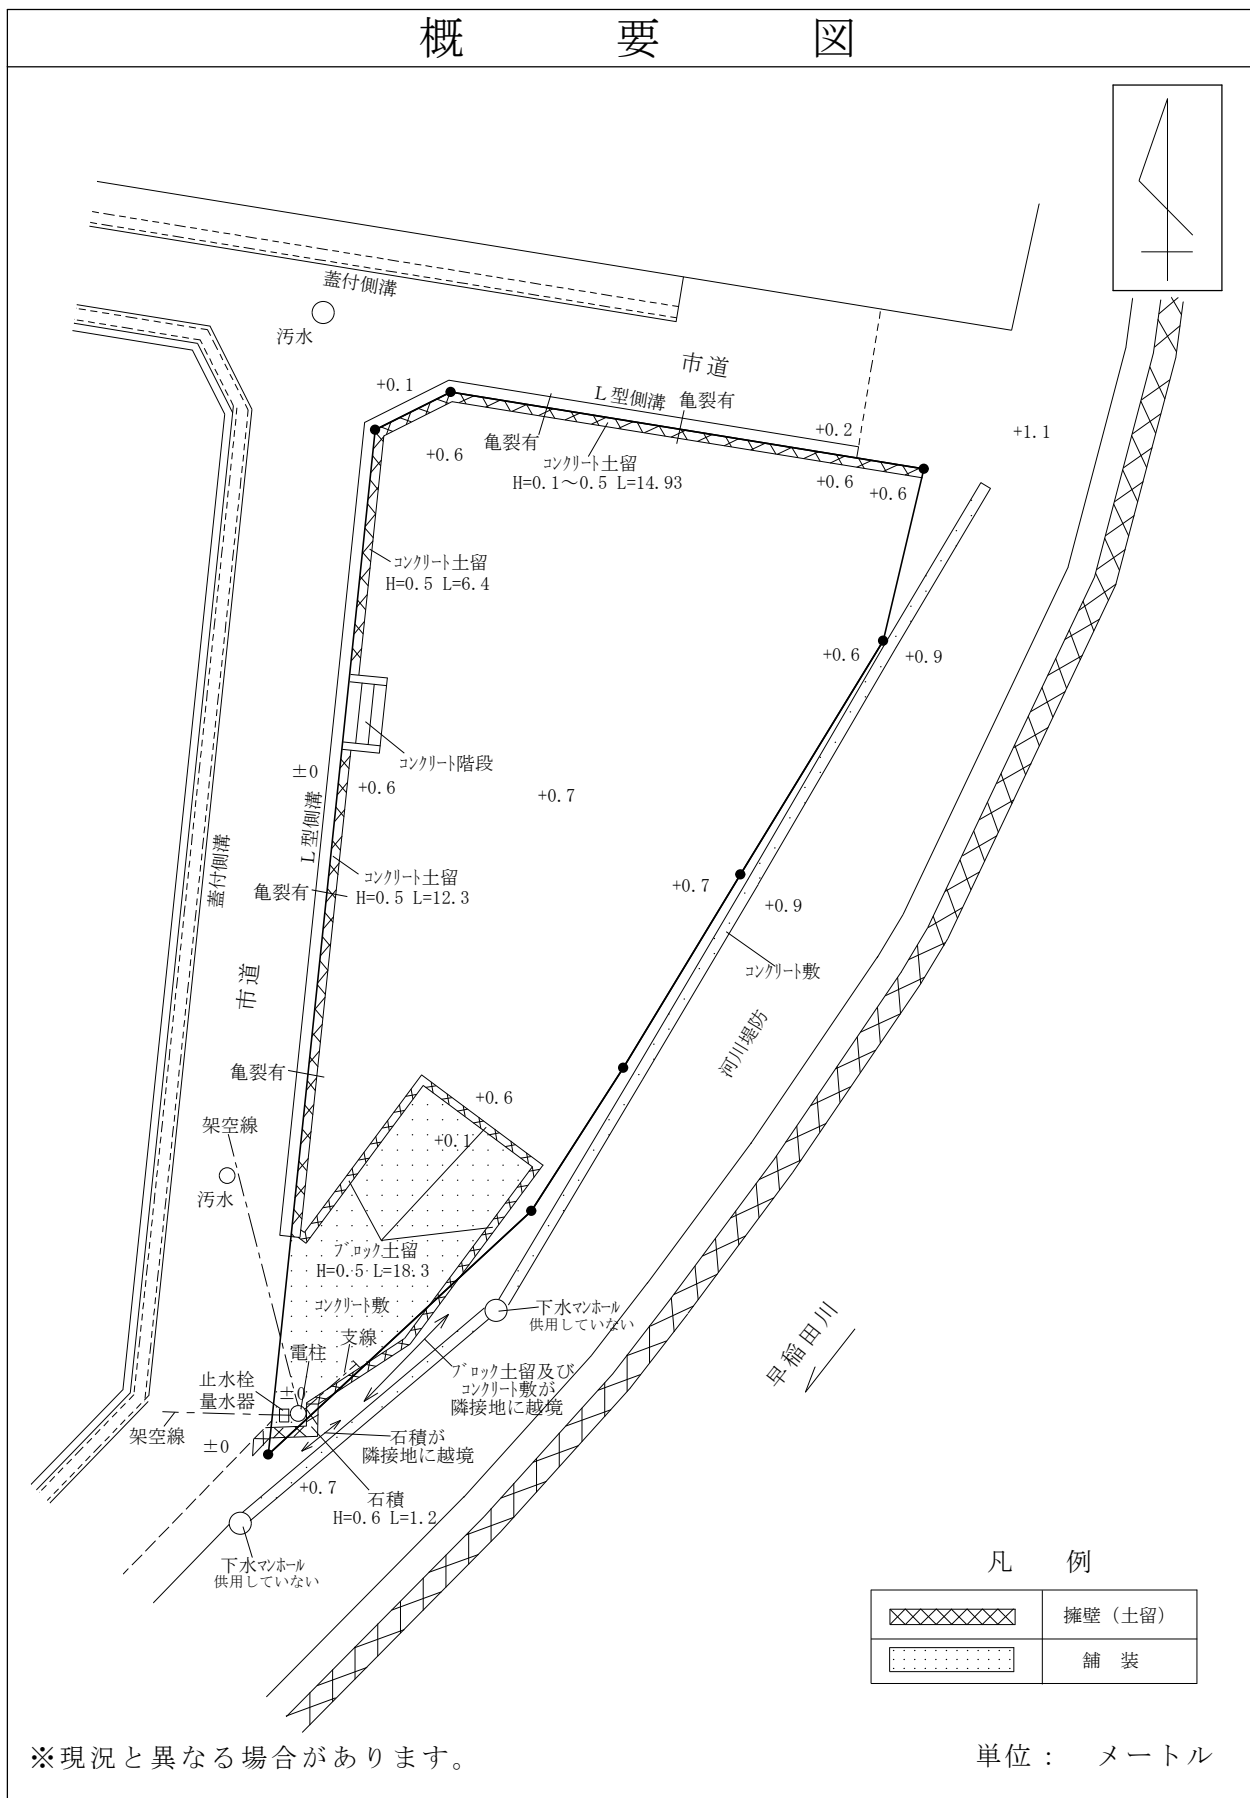 概要図
蓋付側溝
汚水
市道
+0.1
L型側溝
亀裂有
+0.2
+1.1
亀裂有
+0.6
コンクリート土留
H=0.1～0.5 L=14.93
+0.6
+0.6
コンクリート土留
H=0.5 L=6.4
+0.6
+0.9
コンクリート階段
±0
+0.6
+0.7
L型側溝
蓋付側溝
コンクリート土留
H=0.5 L=12.3
亀裂有
+0.7
+0.9
コンクリート敷
市道
河川堤防
亀裂有
+0.6
架空線
+0.1
汚水
ブロック土留
H=0.5 L=18.3
コンクリート敷
下水マンホール
供用していない
支線
電柱
早稲田川
止水栓
量水器
±0
ブロック土留及び
コンクリート敷が
隣接地に越境
架空線
±0
石積が
隣接地に越境
+0.7
石積
H=0.6 L=1.2
下水マンホール
供用していない
凡例
擁壁（土留）
舗装
※現況と異なる場合があります。
単位： メートル